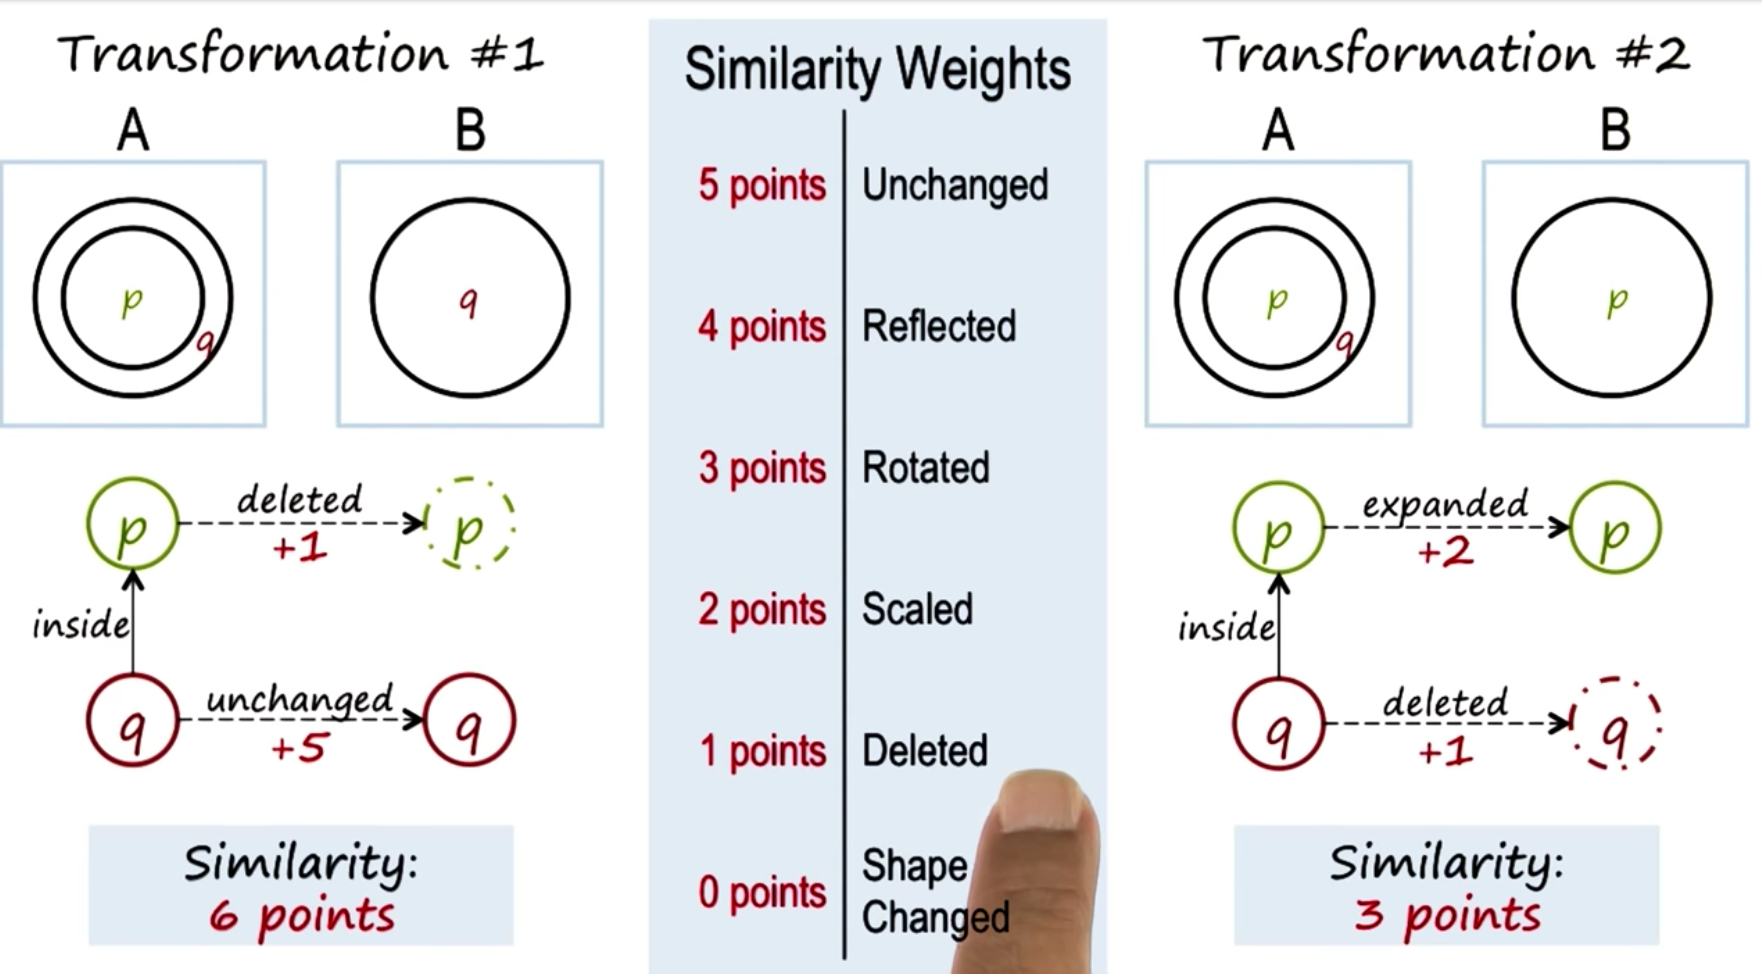 Transformation #1
A
B
p
q
q
deleted
+1
p
p
inside
unchanged
+5
q
q
Similarity:
6 points
Similarity Weights
5 points Unchanged
4 points Reflected
3 points Rotated
2 points Scaled
1 points Deleted
0 points Shape
Changed
Transformation #2
A
B
p
q
p
expanded
+2
p
p
inside
deleted
+1
q
q
Similarity:
3 points